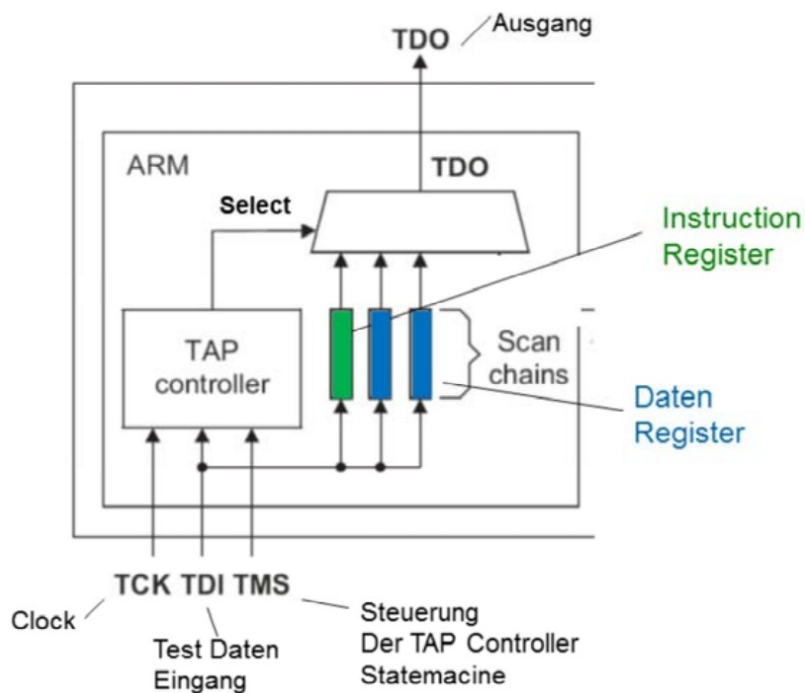 TDO
Ausgang
ARM
TDO
Select
Instruction
Register
TAP
controller
Scan
chains
Daten
Register
TCK TDI TMS
Clock
Test Daten
Eingang
Steuerung
Der TAP Controller
Statemacine